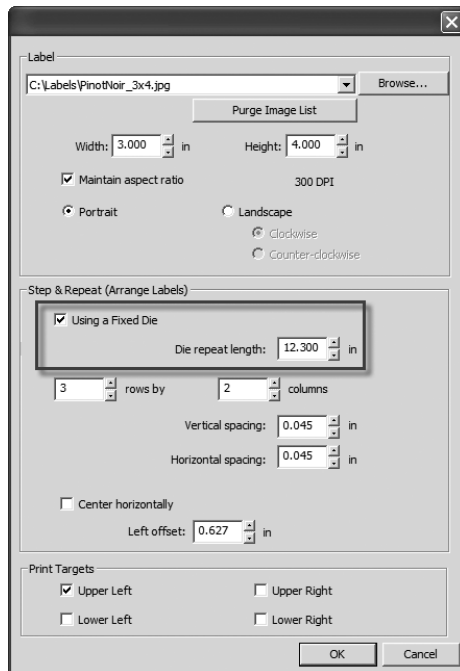 Label
C:\Labels\PinotNoir_3x4.jpg Browse...
Purge Image List
Width: 3.000 in Height: 4.000 in
Maintain aspect ratio 300 DPI
Portrait Landscape
Clockwise
Counter-clockwise
Step & Repeat (Arrange Labels)
Using a Fixed Die
Die repeat length: 12.300 in
3 rows by 2 columns
Vertical spacing: 0.045 in
Horizontal spacing: 0.045 in
Center horizontally
Left offset: 0.627 in
Print Targets
Upper Left Upper Right
Lower Left Lower Right
OK Cancel